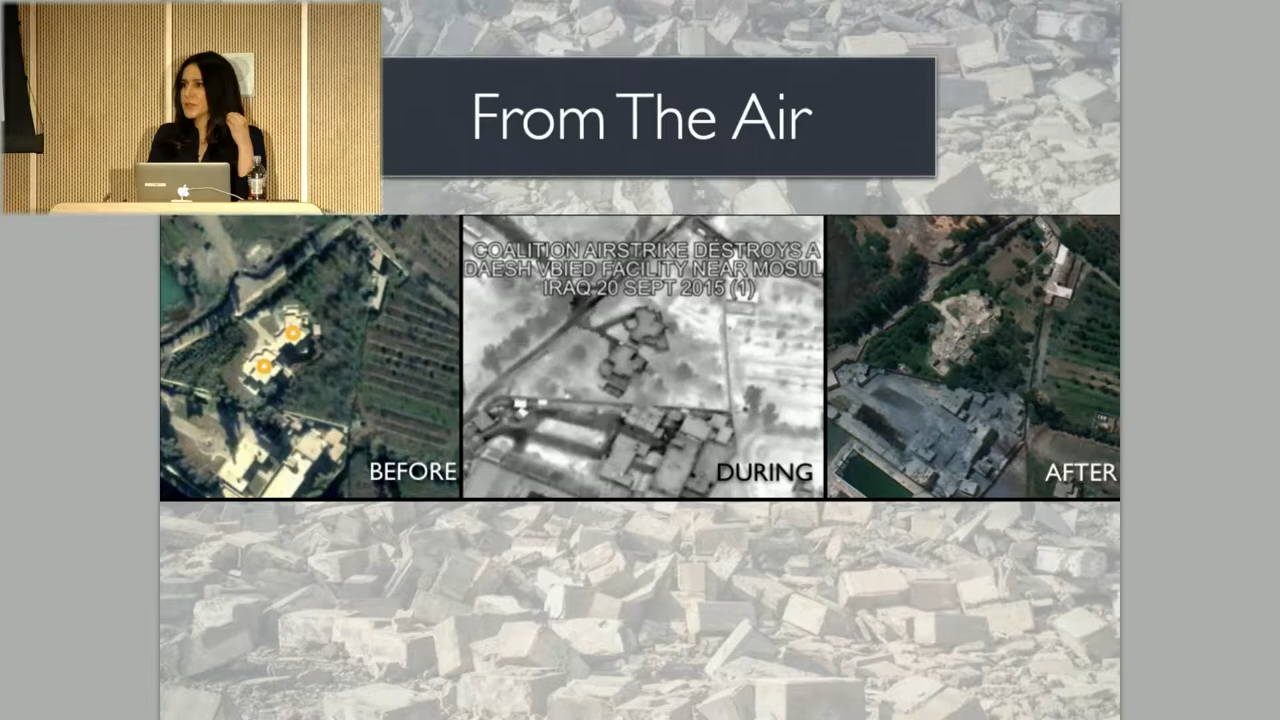 From The Air
COALITION AIRSTRIKE DESTROYS A
DAESH VBIED FACILITY NEAR MOSUL
IRAQ 20 SEPT 2015 (1)
BEFORE
DURING
AFTER